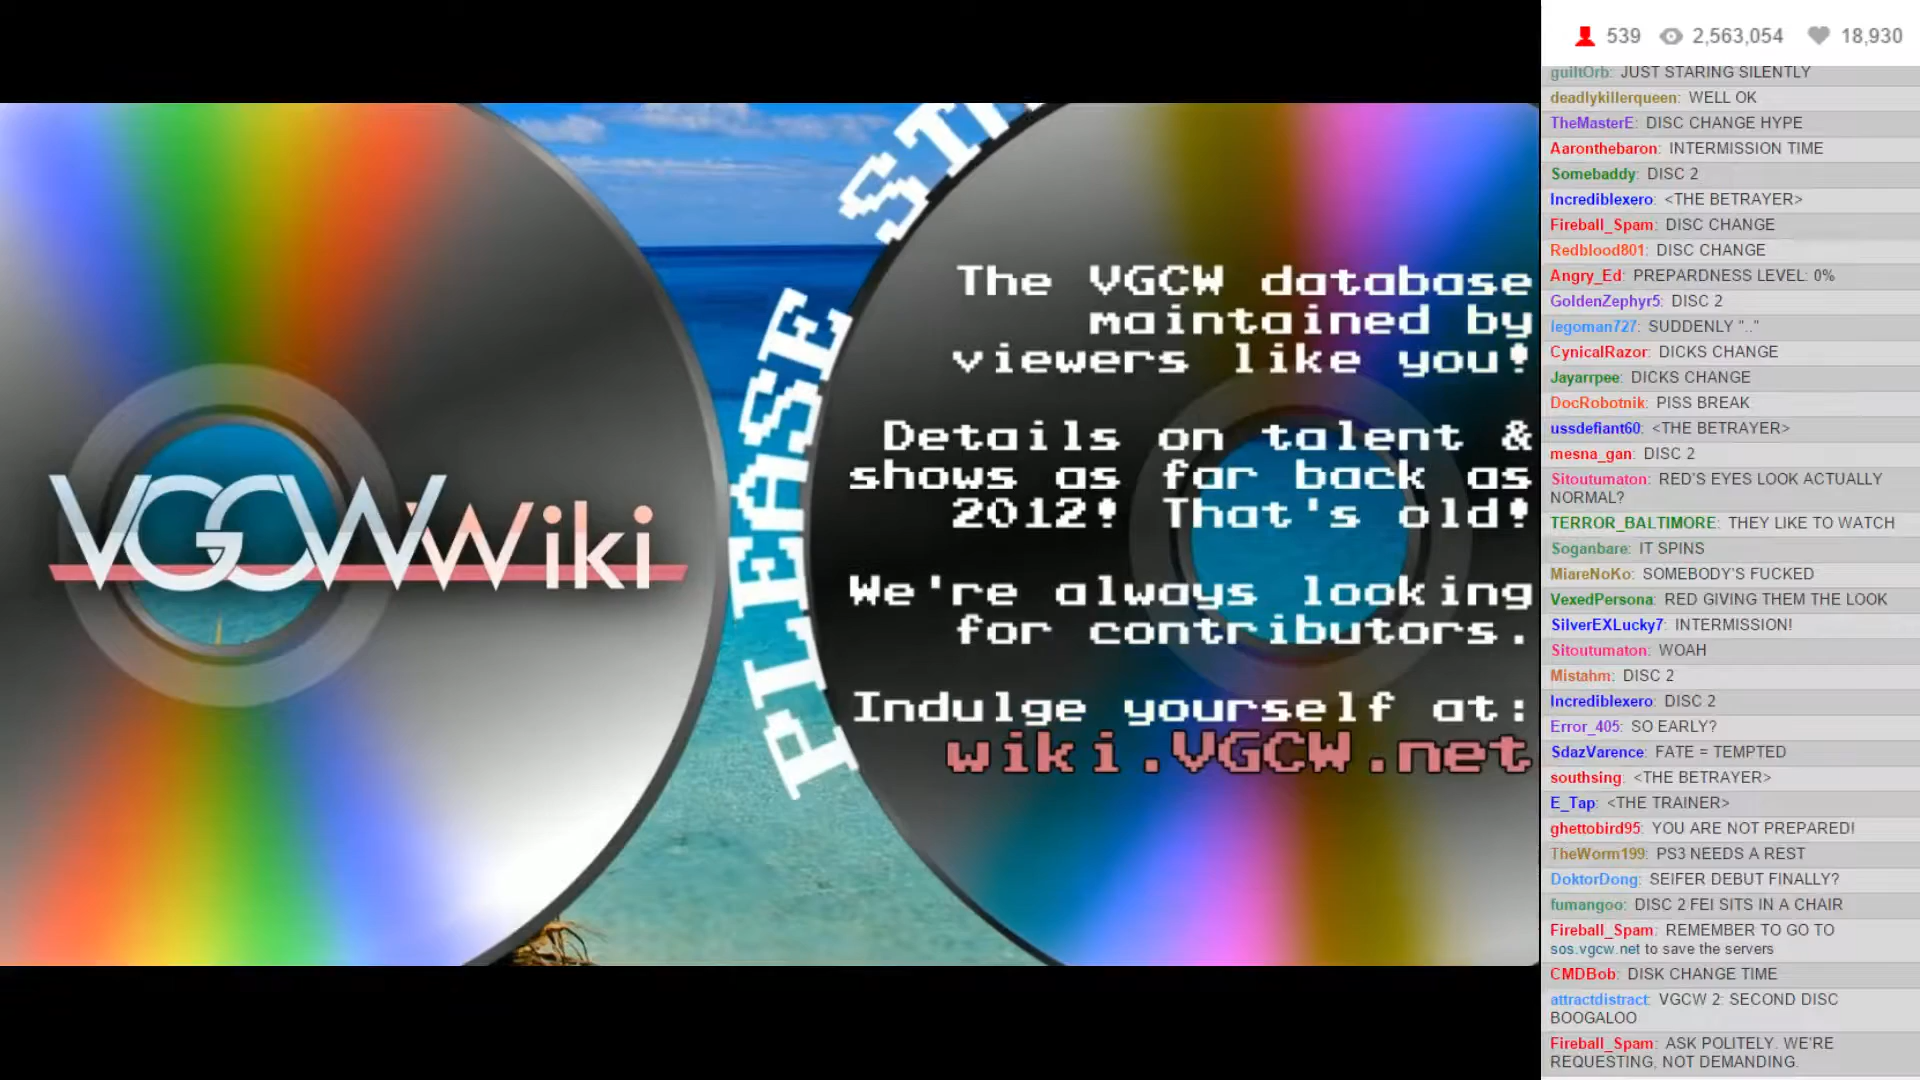 539 2,563,054 18,930
VGCWWiki
PLEASE
The VGCW database
maintained by
viewers like you!
Details on talent &
shows as far back as
2012! That's old!
We're always looking
for contributors.
Indulge yourself at:
wiki.VGCW.net
guiltOrb: JUST STARING SILENTLY
deadlykillerqueen: WELL OK
TheMasterE: DISC CHANGE HYPE
Aaronthebaron: INTERMISSION TIME
Somebaddy: DISC 2
Incrediblexero: <THE BETRAYER>
Fireball_Spam: DISC CHANGE
Redblood801: DISC CHANGE
Angry_Ed: PREPARDNESS LEVEL: 0%
GoldenZephyr5: DISC 2
legoman727: SUDDENLY ".."
CynicalRazor: DICKS CHANGE
Jayarrpee: DICKS CHANGE
DocRobotnik: PISS BREAK
ussdefiant60: <THE BETRAYER>
mesna_gan: DISC 2
Sitoutumaton: RED'S EYES LOOK ACTUALLY
NORMAL?
TERROR_BALTIMORE: THEY LIKE TO WATCH
Soganbare: IT SPINS
MiareNoKo: SOMEBODY'S FUCKED
VexedPersona: RED GIVING THEM THE LOOK
SilverEXLucky7: INTERMISSION!
Sitoutumaton: WOAH
Mistahm: DISC 2
Incrediblexero: DISC 2
Error_405: SO EARLY?
SdazVarence: FATE = TEMPTED
southsing: <THE BETRAYER>
E_Tap: <THE TRAINER>
ghettobird95: YOU ARE NOT PREPARED!
TheWorm199: PS3 NEEDS A REST
DoktorDong: SEIFER DEBUT FINALLY?
fumangoo: DISC 2 FEI SITS IN A CHAIR
Fireball_Spam: REMEMBER TO GO TO
sos.vgcw.net to save the servers
CMDBob: DISK CHANGE TIME
attractdistract: VGCW 2: SECOND DISC
BOOGALOO
Fireball_Spam: ASK POLITELY. WE'RE
REQUESTING, NOT DEMANDING.